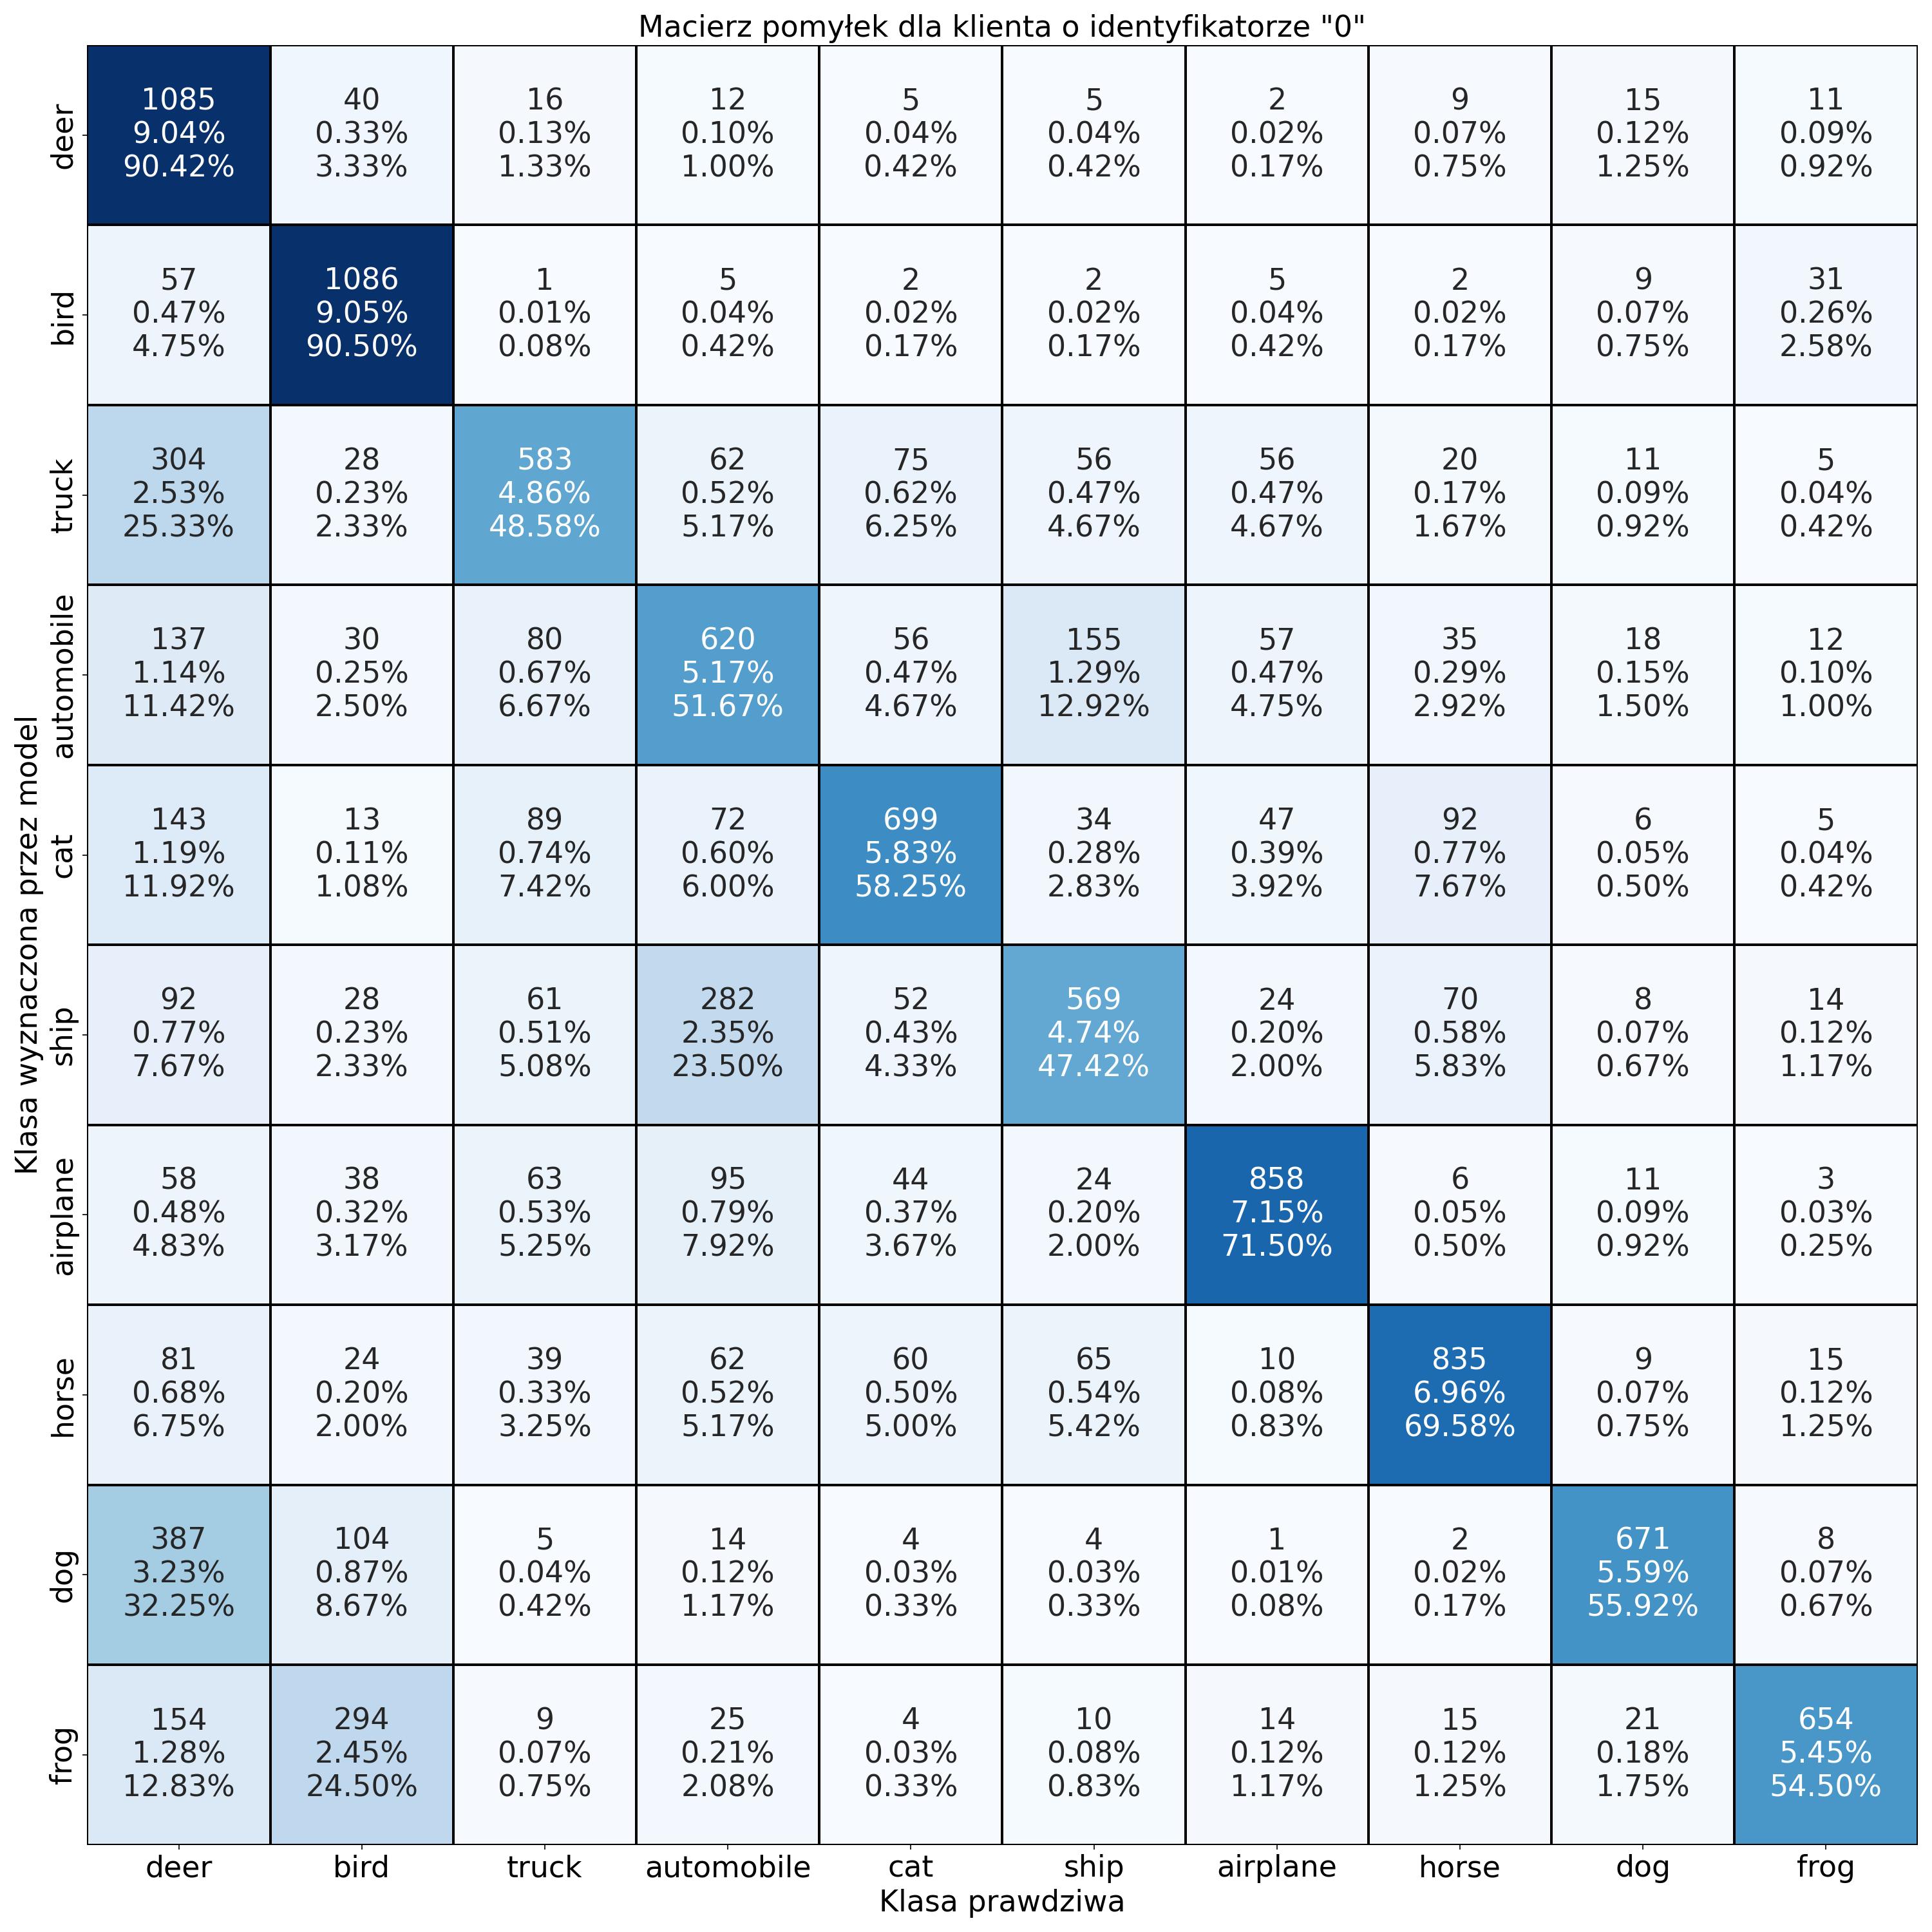 Macierz pomyłek dla klienta o identyfikatorze "0"
Klasa wyznaczona przez model
deer
1085 40 16 12 5 5 2 9 15 11
9.04% 0.33% 0.13% 0.10% 0.04% 0.04% 0.02% 0.07% 0.12% 0.09%
90.42% 3.33% 1.33% 1.00% 0.42% 0.42% 0.17% 0.75% 1.25% 0.92%
bird
57 1086 1 5 2 2 5 2 9 31
0.47% 9.05% 0.01% 0.04% 0.02% 0.02% 0.04% 0.02% 0.07% 0.26%
4.75% 90.50% 0.08% 0.42% 0.17% 0.17% 0.42% 0.17% 0.75% 2.58%
truck
304 28 583 62 75 56 56 20 11 5
2.53% 0.23% 4.86% 0.52% 0.62% 0.47% 0.47% 0.17% 0.09% 0.04%
25.33% 2.33% 48.58% 5.17% 6.25% 4.67% 4.67% 1.67% 0.92% 0.42%
automobile
137 30 80 620 56 155 57 35 18 12
1.14% 0.25% 0.67% 5.17% 0.47% 1.29% 0.47% 0.29% 0.15% 0.10%
11.42% 2.50% 6.67% 51.67% 4.67% 12.92% 4.75% 2.92% 1.50% 1.00%
cat
143 13 89 72 699 34 47 92 6 5
1.19% 0.11% 0.74% 0.60% 5.83% 0.28% 0.39% 0.77% 0.05% 0.04%
11.92% 1.08% 7.42% 6.00% 58.25% 2.83% 3.92% 7.67% 0.50% 0.42%
ship
92 28 61 282 52 569 24 70 8 14
0.77% 0.23% 0.51% 2.35% 0.43% 4.74% 0.20% 0.58% 0.07% 0.12%
7.67% 2.33% 5.08% 23.50% 4.33% 47.42% 2.00% 5.83% 0.67% 1.17%
airplane
58 38 63 95 44 24 858 6 11 3
0.48% 0.32% 0.53% 0.79% 0.37% 0.20% 7.15% 0.05% 0.09% 0.03%
4.83% 3.17% 5.25% 7.92% 3.67% 2.00% 71.50% 0.50% 0.92% 0.25%
horse
81 24 39 62 60 65 10 835 9 15
0.68% 0.20% 0.33% 0.52% 0.50% 0.54% 0.08% 6.96% 0.07% 0.12%
6.75% 2.00% 3.25% 5.17% 5.00% 5.42% 0.83% 69.58% 0.75% 1.25%
dog
387 104 5 14 4 4 1 2 671 8
3.23% 0.87% 0.04% 0.12% 0.03% 0.03% 0.01% 0.02% 5.59% 0.07%
32.25% 8.67% 0.42% 1.17% 0.33% 0.33% 0.08% 0.17% 55.92% 0.67%
frog
154 294 9 25 4 10 14 15 21 654
1.28% 2.45% 0.07% 0.21% 0.03% 0.08% 0.12% 0.12% 0.18% 5.45%
12.83% 24.50% 0.75% 2.08% 0.33% 0.83% 1.17% 1.25% 1.75% 54.50%
deer bird truck automobile cat ship airplane horse dog frog
Klasa prawdziwa